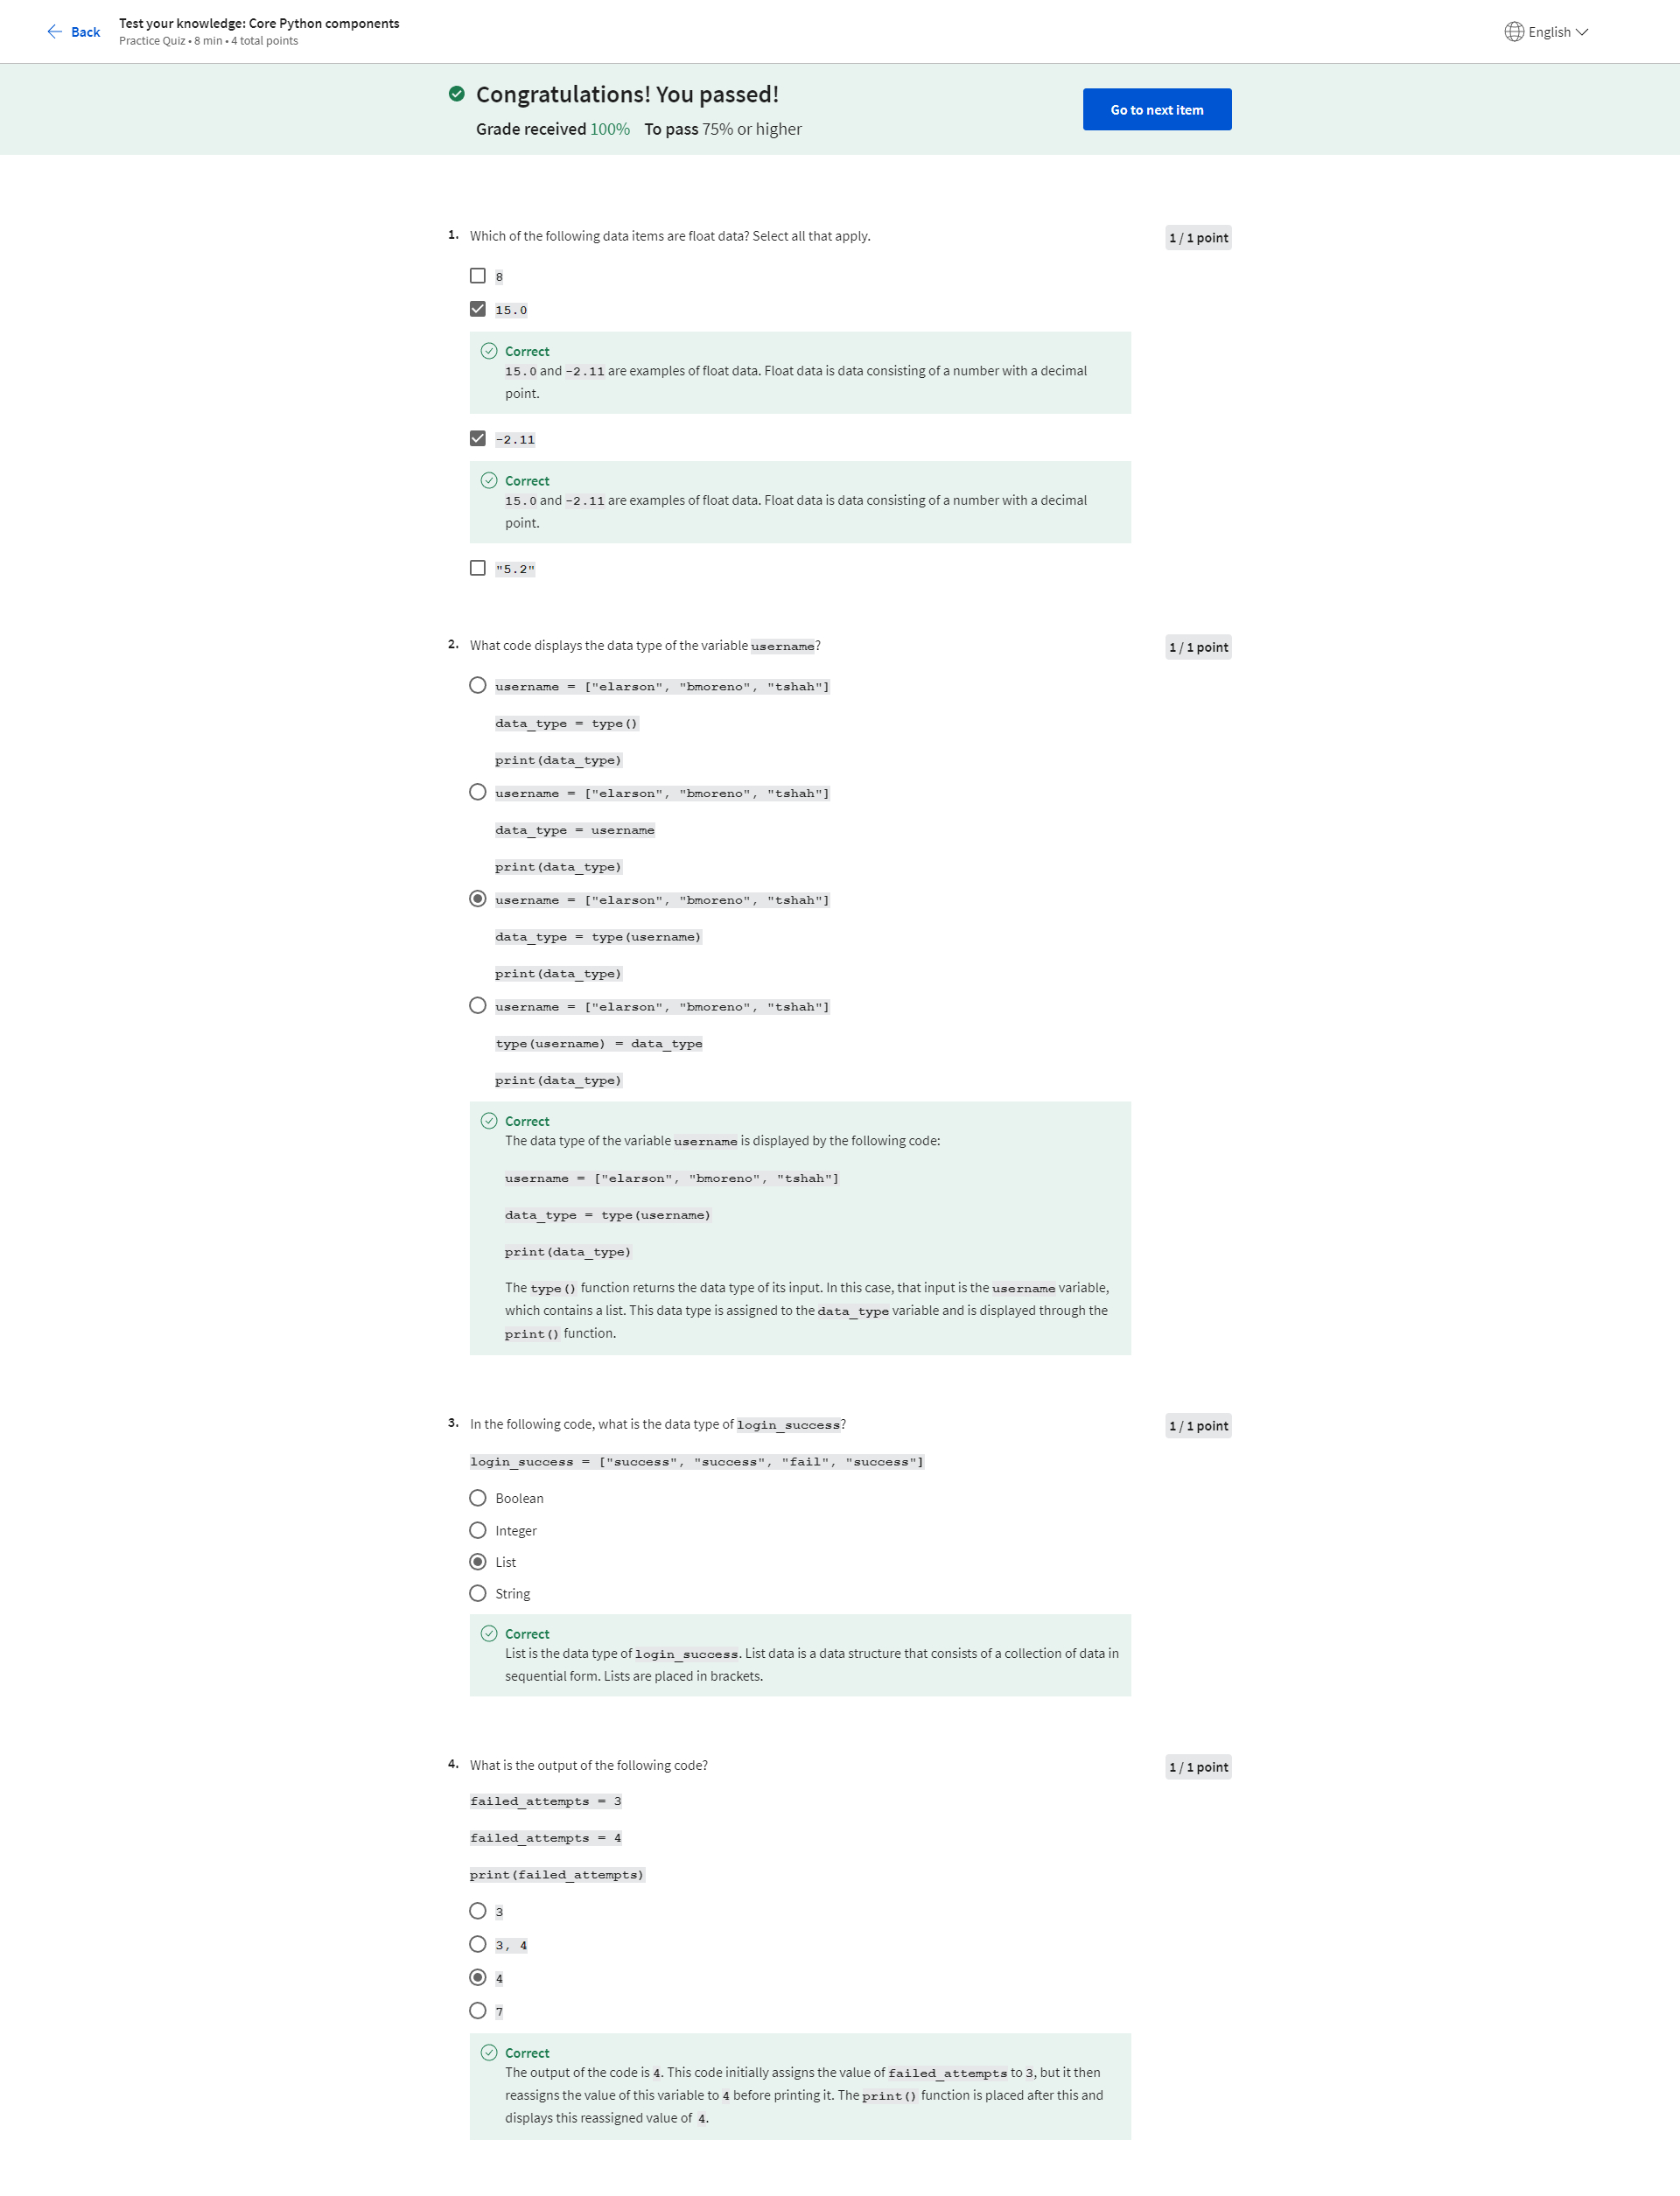 Back
Test your knowledge: Core Python components
Practice Quiz • 8 min • 4 total points
English
Congratulations! You passed!
Grade received 100% To pass 75% or higher
Go to next item
1. Which of the following data items are float data? Select all that apply.
1 / 1 point
8
15.0
Correct
15.0 and -2.11 are examples of float data. Float data is data consisting of a number with a decimal
point.
-2.11
Correct
15.0 and -2.11 are examples of float data. Float data is data consisting of a number with a decimal
point.
"5.2"
2. What code displays the data type of the variable username?
1 / 1 point
username = ["elarson", "bmoreno", "tshah"]
data_type = type()
print(data_type)
username = ["elarson", "bmoreno", "tshah"]
data_type = username
print(data_type)
username = ["elarson", "bmoreno", "tshah"]
data_type = type(username)
print(data_type)
username = ["elarson", "bmoreno", "tshah"]
type(username) = data_type
print(data_type)
Correct
The data type of the variable username is displayed by the following code:
username = ["elarson", "bmoreno", "tshah"]
data_type = type(username)
print(data_type)
The type() function returns the data type of its input. In this case, that input is the username variable,
which contains a list. This data type is assigned to the data_type variable and is displayed through the
print() function.
3. In the following code, what is the data type of login_success?
1 / 1 point
login_success = ["success", "success", "fail", "success"]
Boolean
Integer
List
String
Correct
List is the data type of login_success. List data is a data structure that consists of a collection of data in
sequential form. Lists are placed in brackets.
4. What is the output of the following code?
1 / 1 point
failed_attempts = 3
failed_attempts = 4
print(failed_attempts)
3
3, 4
4
7
Correct
The output of the code is 4. This code initially assigns the value of failed_attempts to 3, but it then
reassigns the value of this variable to 4 before printing it. The print() function is placed after this and
displays this reassigned value of 4.